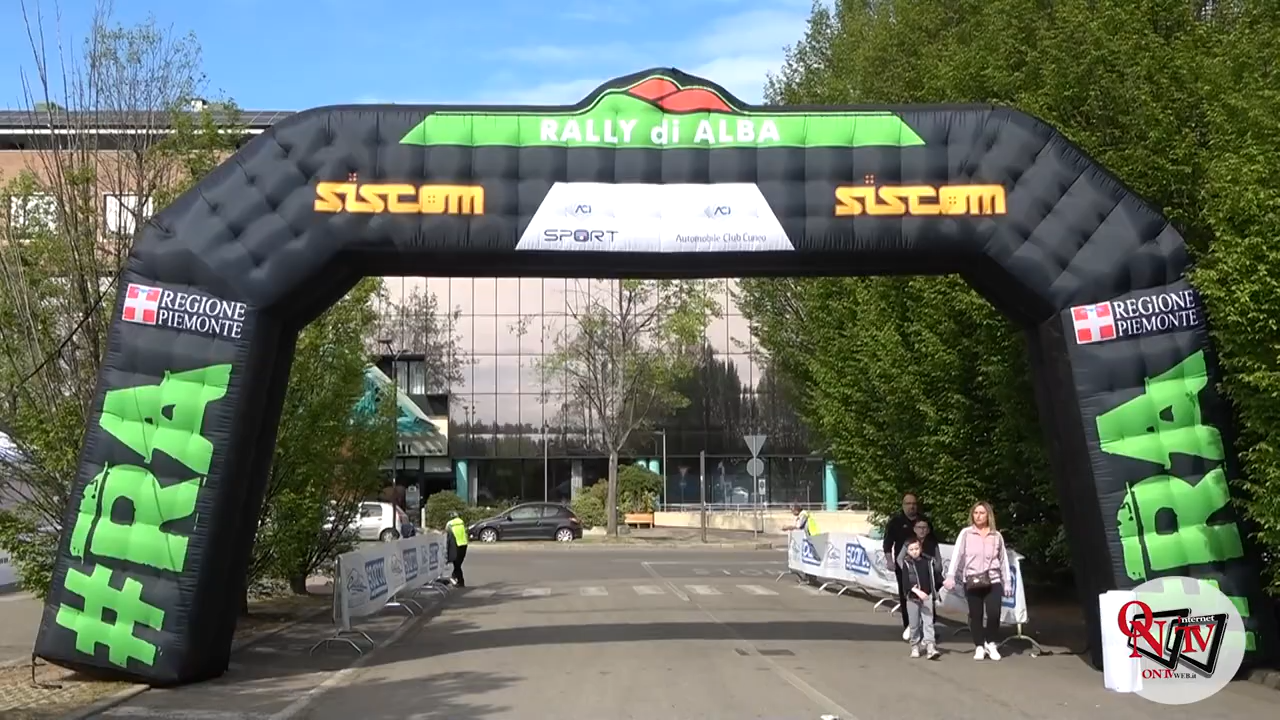 RALLY di ALBA
SISCOM
SISCOM
ACI
ACI
SPORT
Automobile Club Cuneo
REGIONE
PIEMONTE
REGIONE
PIEMONTE
#RA
#RA
ON
internet
TV
ONTVWEB.it